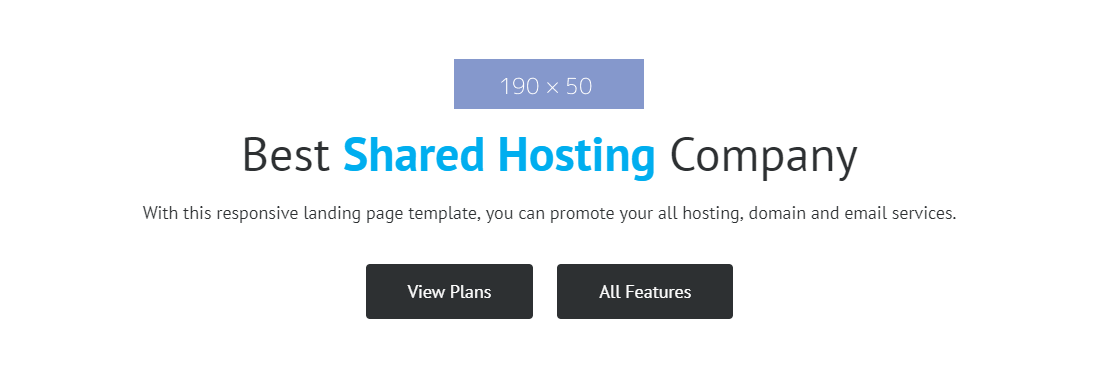 190 × 50
Best Shared Hosting Company
With this responsive landing page template, you can promote your all hosting, domain and email services.
View Plans
All Features